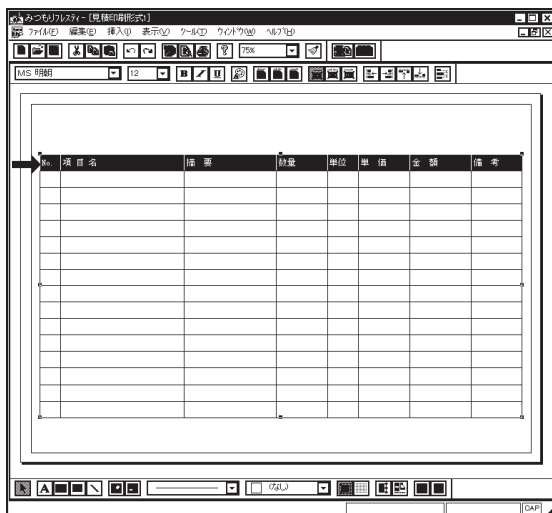 みつもりフレスティ - [見積印刷形式1]
ファイル(F) 編集(E) 挿入(I) 表示(V) ツール(T) ウィンドウ(W) ヘルプ(H)
75%
MS 明朝 12 B I U
No. 項目名 摘要 数量 単位 単価 金額 備考
A (なし)
CAP